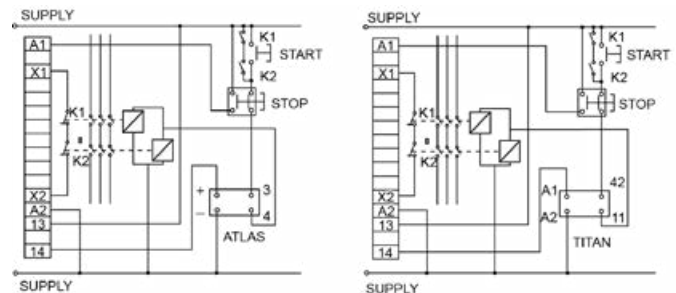 SUPPLY
A1
X1
X2
A2
13
14
K1
K2
K1
START
K2
STOP
+
3
–
4
ATLAS
SUPPLY
SUPPLY
A1
X1
X2
A2
13
14
K1
K2
K1
START
K2
STOP
A1
42
A2
11
TITAN
SUPPLY